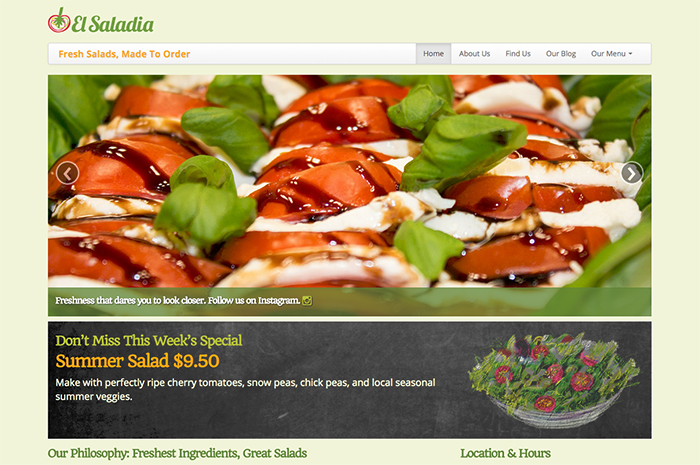 El Saladia
Fresh Salads, Made To Order
Home
About Us
Find Us
Our Blog
Our Menu
Freshness that dares you to look closer. Follow us on Instagram.
Don't Miss This Week's Special
Summer Salad $9.50
Make with perfectly ripe cherry tomatoes, snow peas, chick peas, and local seasonal
summer veggies.
Our Philosophy: Freshest Ingredients, Great Salads
Location & Hours